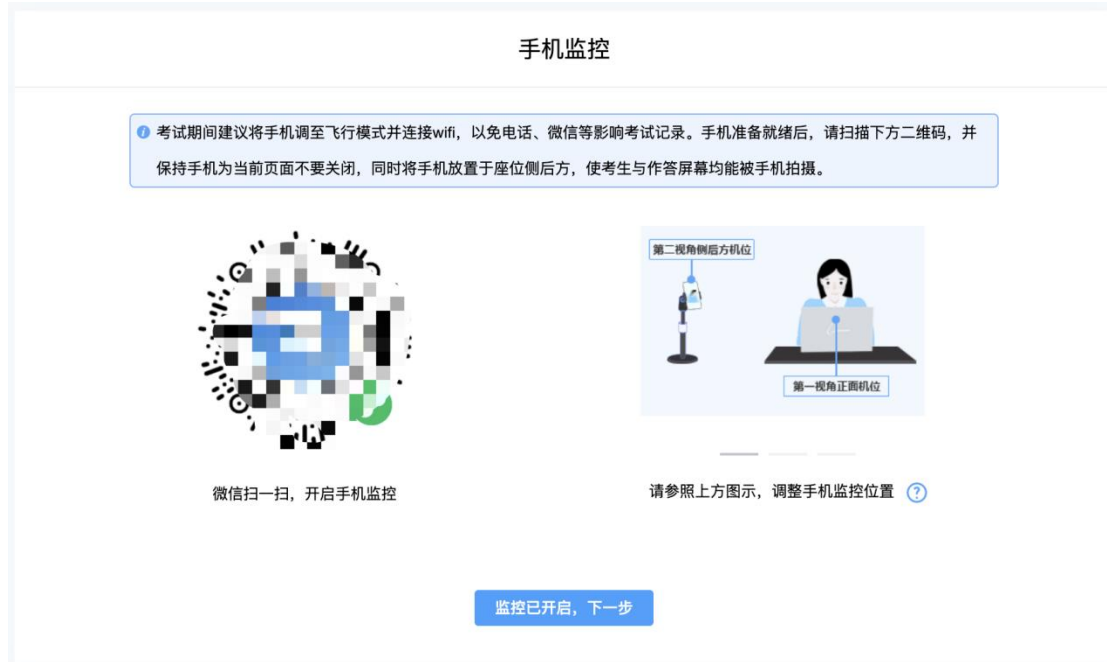 手机监控
考试期间建议将手机调至飞行模式并连接wifi，以免电话、微信等影响考试记录。手机准备就绪后，请扫描下方二维码，并
保持手机为当前页面不要关闭，同时将手机放置于座位侧后方，使考生与作答屏幕均能被手机拍摄。
第二视角侧后方机位
第一视角正面机位
微信扫一扫，开启手机监控
请参照上方图示，调整手机监控位置
监控已开启，下一步